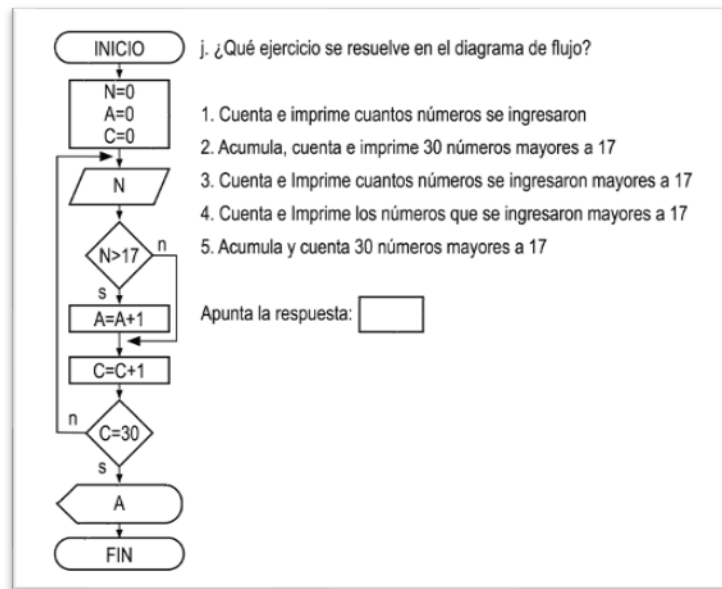 INICIO
j. ¿Qué ejercicio se resuelve en el diagrama de flujo?
N=0
A=0
C=0
1. Cuenta e imprime cuantos números se ingresaron
2. Acumula, cuenta e imprime 30 números mayores a 17
N
3. Cuenta e Imprime cuantos números se ingresaron mayores a 17
4. Cuenta e Imprime los números que se ingresaron mayores a 17
N>17
n
5. Acumula y cuenta 30 números mayores a 17
s
A=A+1
Apunta la respuesta:
C=C+1
n
C=30
s
A
FIN